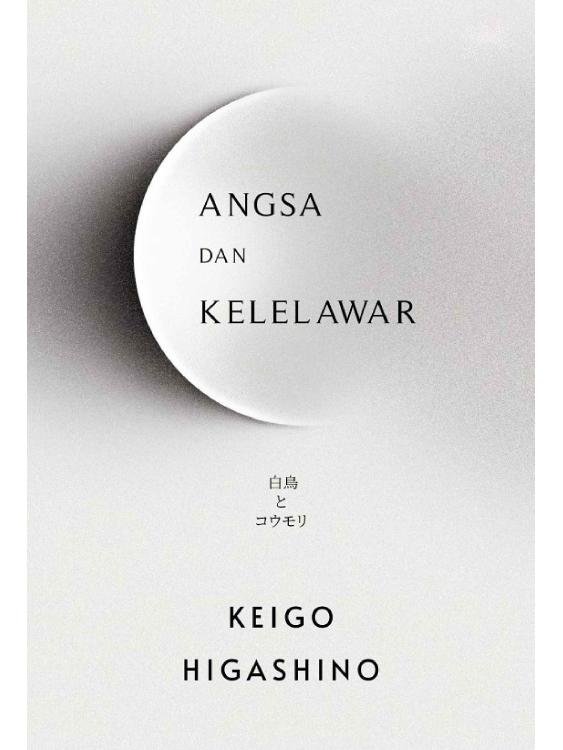 ANGSA
DAN
KELELAWAR
白鳥
と
コウモリ
KEIGO
HIGASHINO